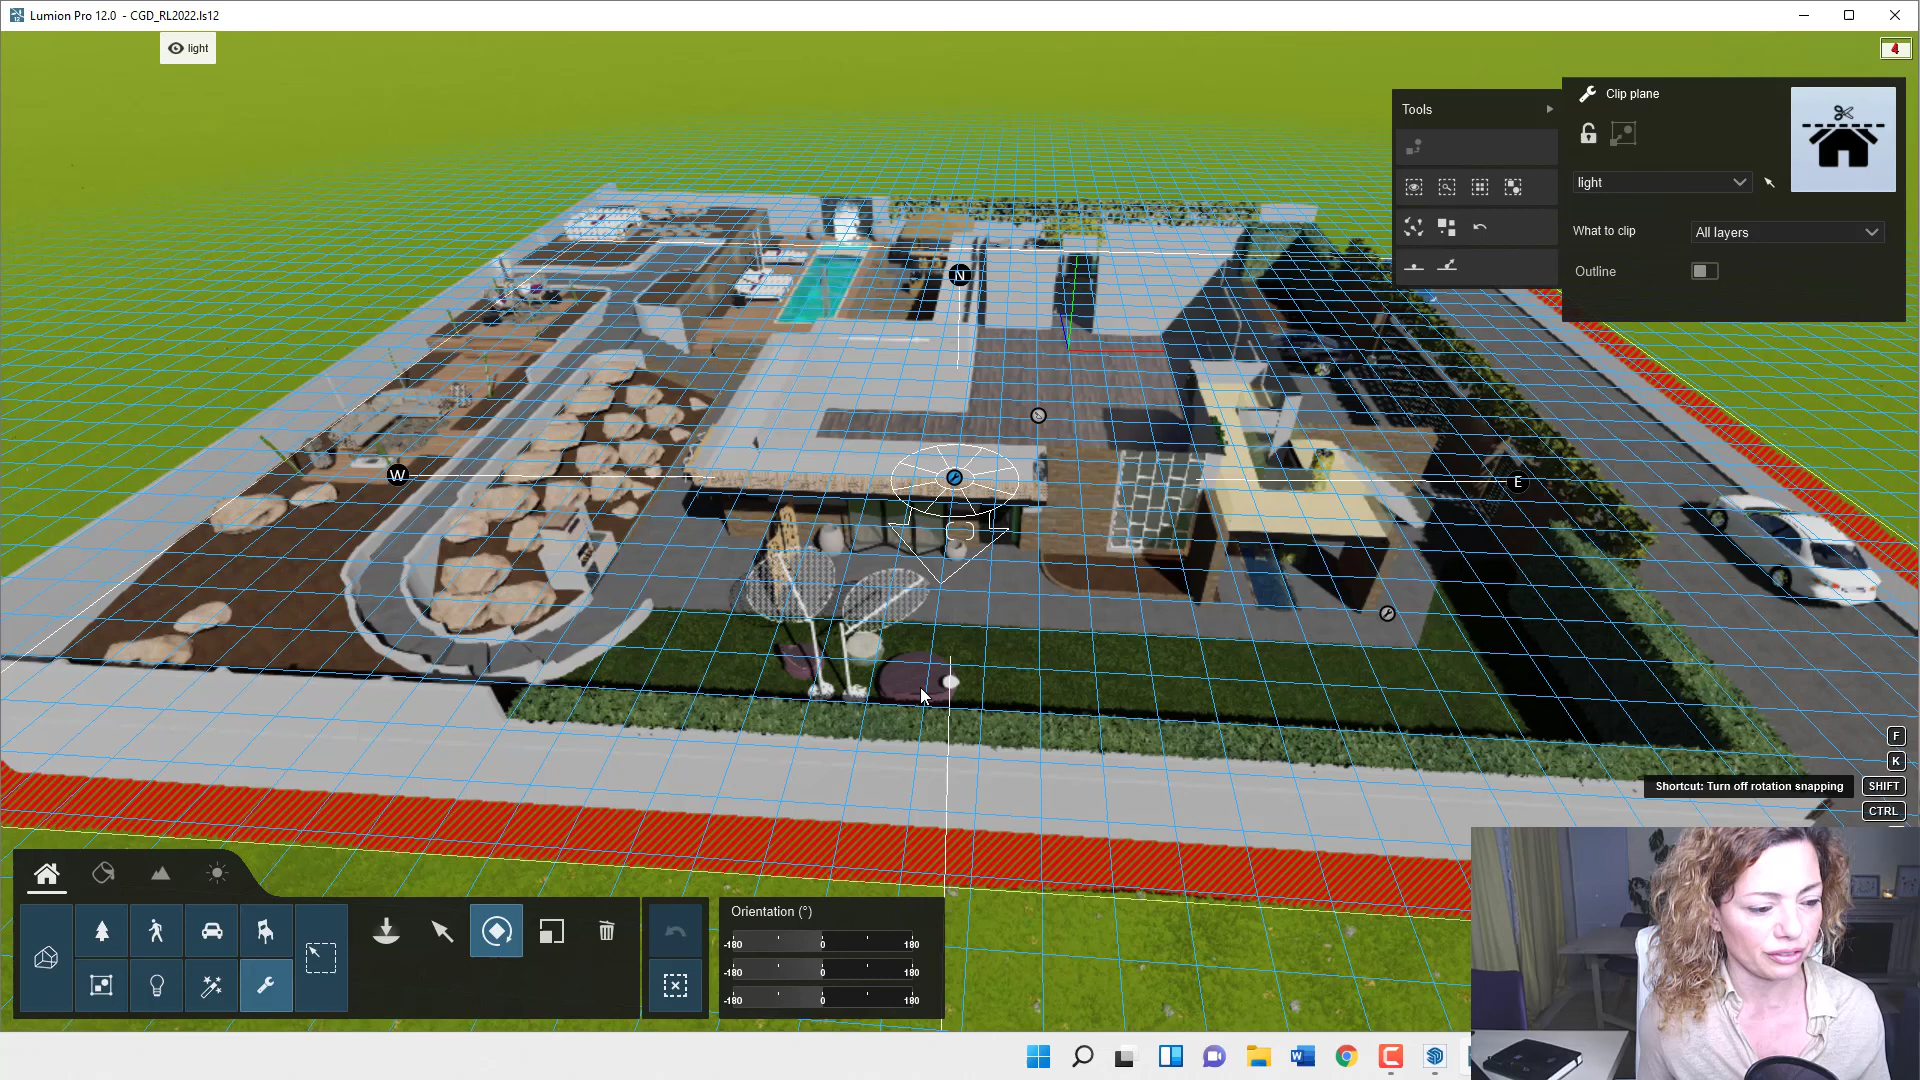 Lumion Pro 12.0 - CGD_RL2022.ls12
light
4
Tools
Clip plane
light
What to clip
All layers
Outline
N
W
E
F
K
Shortcut: Turn off rotation snapping
SHIFT
CTRL
Orientation (°)
-180 0 180
-180 0 180
-180 0 180